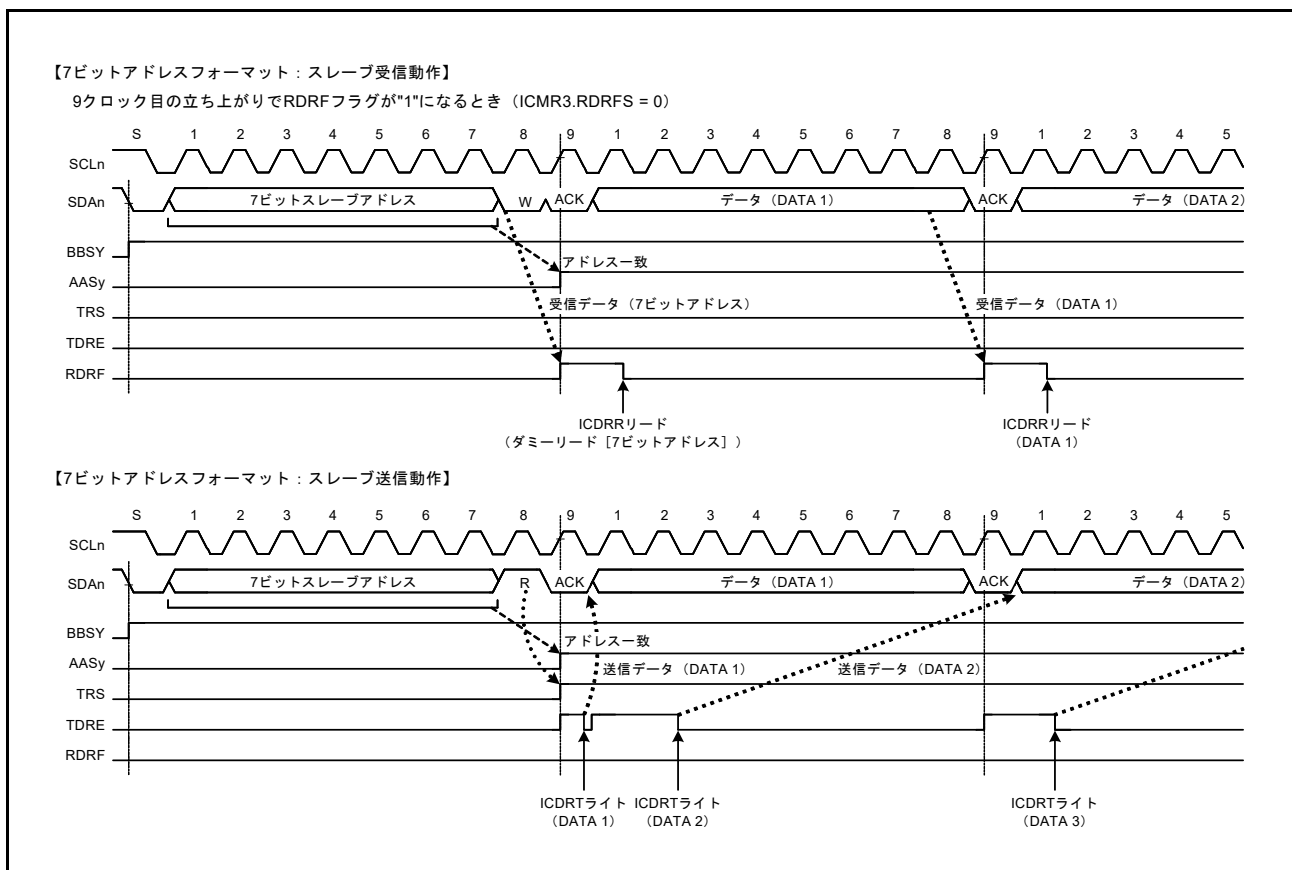 【7ビットアドレスフォーマット：スレーブ受信動作】
9クロック目の立ち上がりでRDRFフラグが"1"になるとき（ICMR3.RDRFS = 0）
S 1 2 3 4 5 6 7 8 9 1 2 3 4 5 6 7 8 9 1 2 3 4 5
SCLn
SDAn 7ビットスレーブアドレス W ACK データ（DATA 1） ACK データ（DATA 2）
BBSY
アドレス一致
AASy
受信データ（7ビットアドレス） 受信データ（DATA 1）
TRS
TDRE
RDRF
ICDRRリード ICDRRリード
（ダミーリード［7ビットアドレス］） （DATA 1）
【7ビットアドレスフォーマット：スレーブ送信動作】
S 1 2 3 4 5 6 7 8 9 1 2 3 4 5 6 7 8 9 1 2 3 4 5
SCLn
SDAn 7ビットスレーブアドレス R ACK データ（DATA 1） ACK データ（DATA 2）
BBSY
アドレス一致
AASy
送信データ（DATA 1） 送信データ（DATA 2）
TRS
TDRE
RDRF
ICDRTライト ICDRTライト ICDRTライト
（DATA 1） （DATA 2） （DATA 3）